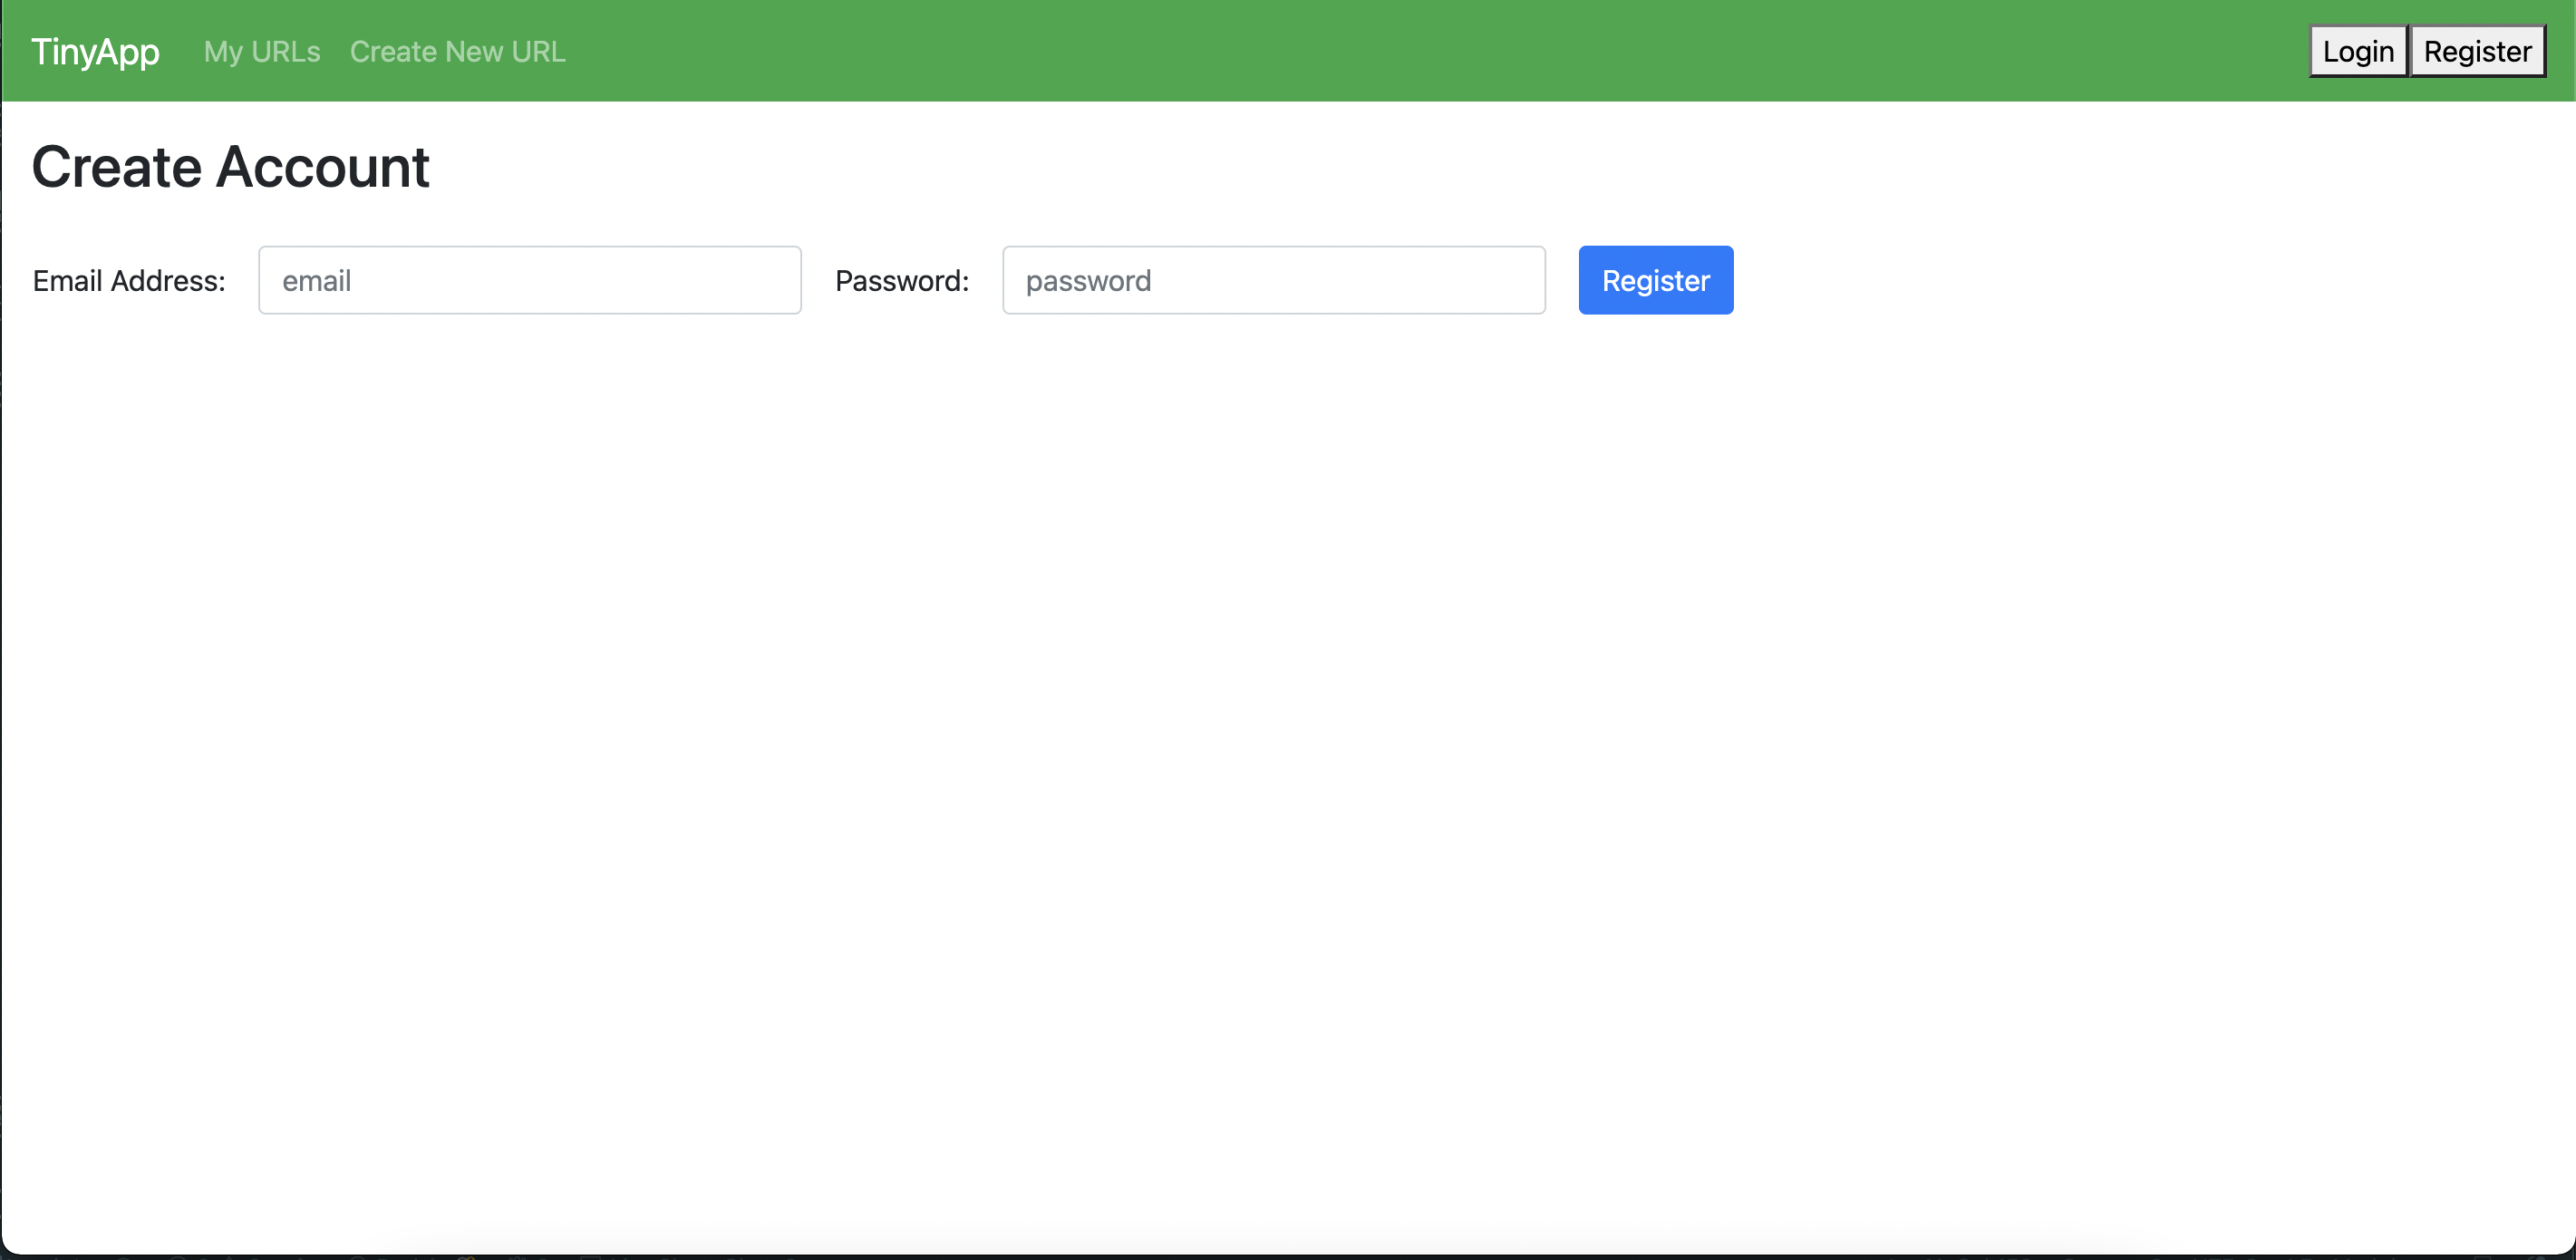 TinyApp My URLs Create New URL Login Register
Create Account
Email Address: email Password: password Register